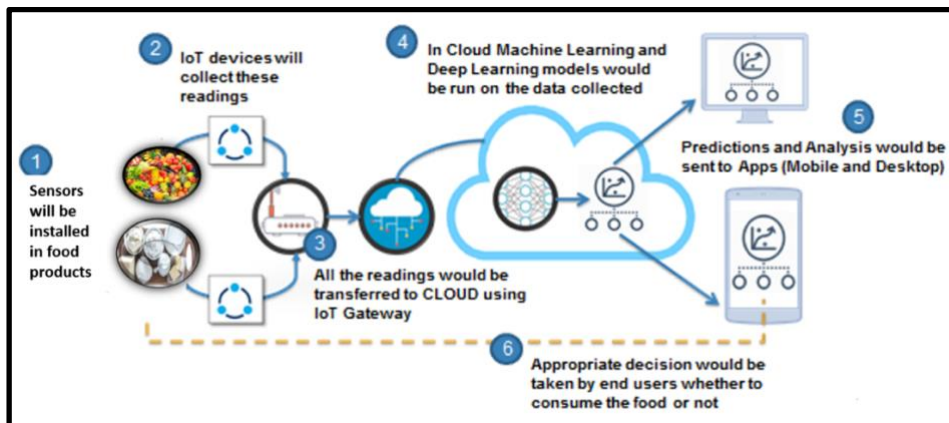 1
Sensors
will be
installed
in food
products
2
IoT devices will
collect these
readings
3
All the readings would be
transferred to CLOUD using
IoT Gateway
4
In Cloud Machine Learning and
Deep Learning models would
be run on the data collected
5
Predictions and Analysis would be
sent to Apps (Mobile and Desktop)
6
Appropriate decision would be
taken by end users whether to
consume the food or not